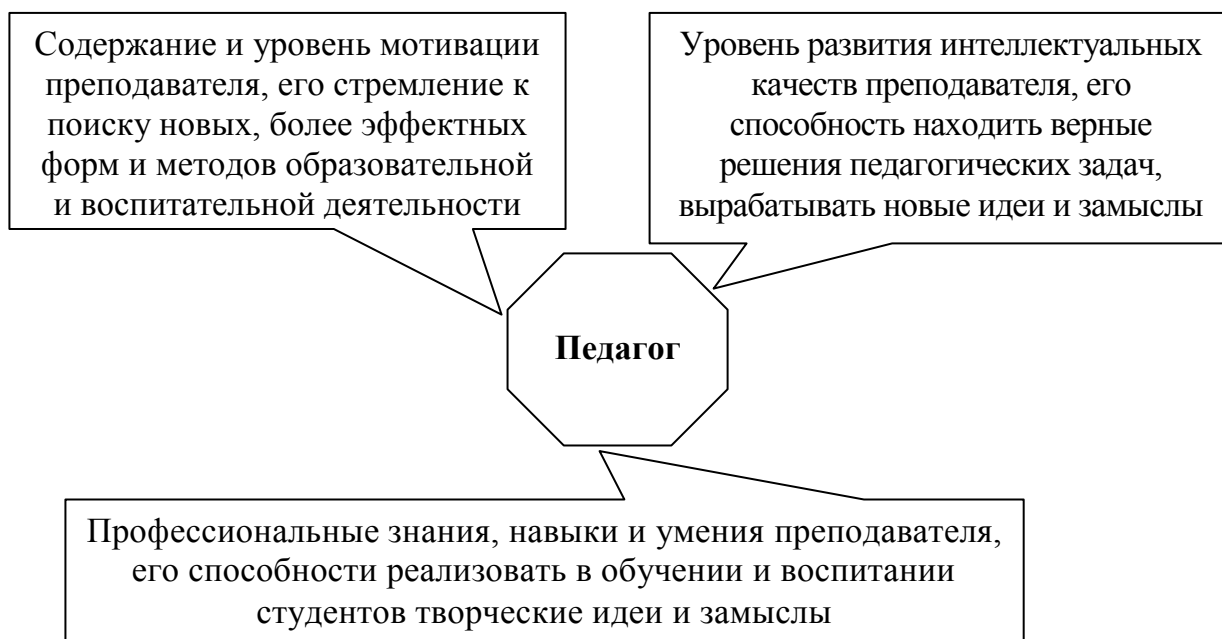 Содержание и уровень мотивации
преподавателя, его стремление к
поиску новых, более эффектных
форм и методов образовательной
и воспитательной деятельности
Уровень развития интеллектуальных
качеств преподавателя, его
способность находить верные
решения педагогических задач,
вырабатывать новые идеи и замыслы
Педагог
Профессиональные знания, навыки и умения преподавателя,
его способности реализовать в обучении и воспитании
студентов творческие идеи и замыслы